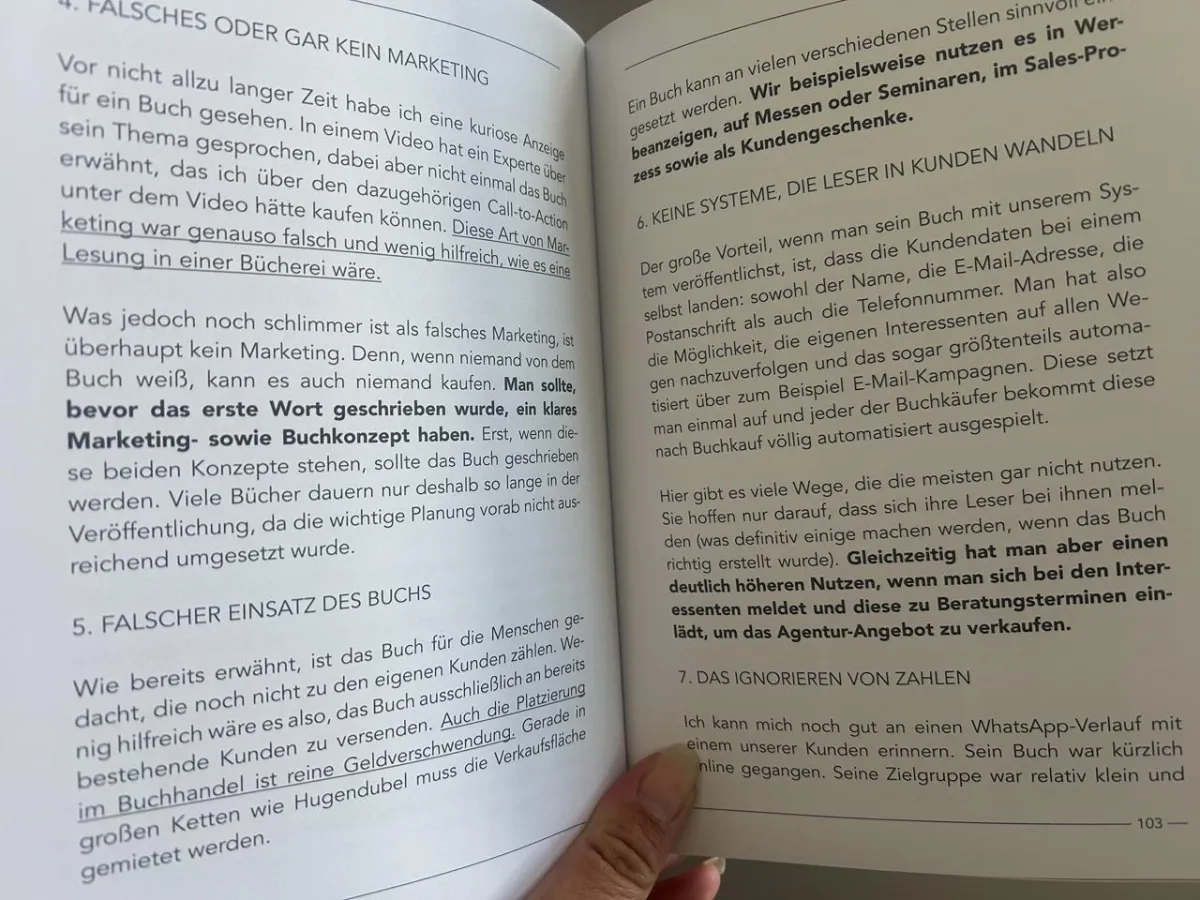 4. FALSCHES ODER GAR KEIN MARKETING
Vor nicht allzu langer Zeit habe ich eine kuriose Anzeige
für ein Buch gesehen. In einem Video hat ein Experte über
sein Thema gesprochen, dabei aber nicht einmal das Buch
erwähnt, das ich über den dazugehörigen Call-to-Action
unter dem Video hätte kaufen können. Diese Art von Mar-
keting war genauso falsch und wenig hilfreich, wie es eine
Lesung in einer Bücherei wäre.
Was jedoch noch schlimmer ist als falsches Marketing, ist
überhaupt kein Marketing. Denn, wenn niemand von dem
Buch weiß, kann es auch niemand kaufen. Man sollte,
bevor das erste Wort geschrieben wurde, ein klares
Marketing- sowie Buchkonzept haben. Erst, wenn die-
se beiden Konzepte stehen, sollte das Buch geschrieben
werden. Viele Bücher dauern nur deshalb so lange in der
Veröffentlichung, da die wichtige Planung vorab nicht aus-
reichend umgesetzt wurde.
5. FALSCHER EINSATZ DES BUCHS
Wie bereits erwähnt, ist das Buch für die Menschen ge-
dacht, die noch nicht zu den eigenen Kunden zählen. We-
nig hilfreich wäre es also, das Buch ausschließlich an bereits
bestehende Kunden zu versenden. Auch die Platzierung
im Buchhandel ist reine Geldverschwendung. Gerade in
großen Ketten wie Hugendubel muss die Verkaufsfläche
gemietet werden.
Ein Buch kann an vielen verschiedenen Stellen sinnvoll ein-
gesetzt werden. Wir beispielsweise nutzen es in Wer-
beanzeigen, auf Messen oder Seminaren, im Sales-Pro-
zess sowie als Kundengeschenke.
6. KEINE SYSTEME, DIE LESER IN KUNDEN WANDELN
Der große Vorteil, wenn man sein Buch mit unserem Sys-
tem veröffentlichst, ist, dass die Kundendaten bei einem
selbst landen: sowohl der Name, die E-Mail-Adresse, die
Postanschrift als auch die Telefonnummer. Man hat also
die Möglichkeit, die eigenen Interessenten auf allen We-
gen nachzuverfolgen und das sogar größtenteils automa-
tisiert über zum Beispiel E-Mail-Kampagnen. Diese setzt
man einmal auf und jeder der Buchkäufer bekommt diese
nach Buchkauf völlig automatisiert ausgespielt.
Hier gibt es viele Wege, die die meisten gar nicht nutzen.
Sie hoffen nur darauf, dass sich ihre Leser bei ihnen mel-
den (was definitiv einige machen werden, wenn das Buch
richtig erstellt wurde). Gleichzeitig hat man aber einen
deutlich höheren Nutzen, wenn man sich bei den Inter-
essenten meldet und diese zu Beratungsterminen ein-
lädt, um das Agentur-Angebot zu verkaufen.
7. DAS IGNORIEREN VON ZAHLEN
Ich kann mich noch gut an einen WhatsApp-Verlauf mit
einem unserer Kunden erinnern. Sein Buch war kürzlich
online gegangen. Seine Zielgruppe war relativ klein und
103